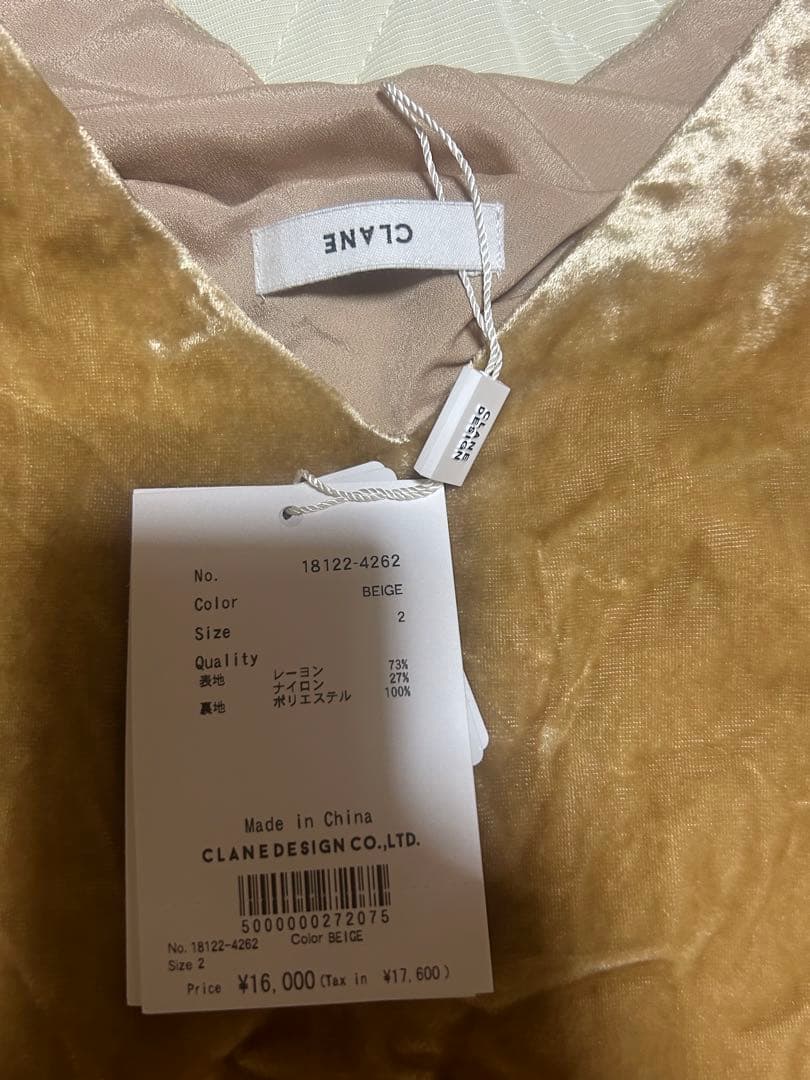 CLANE
CLANE
DESIGN
No. 18122-4262
Color BEIGE
Size 2
Quality
表地 レーヨン 73%
ナイロン 27%
裏地 ポリエステル 100%
Made in China
CLANE DESIGN CO.,LTD.
5000000272075
No. 18122-4262 Color BEIGE
Size 2
Price ¥16,000 (Tax in ¥17,600)